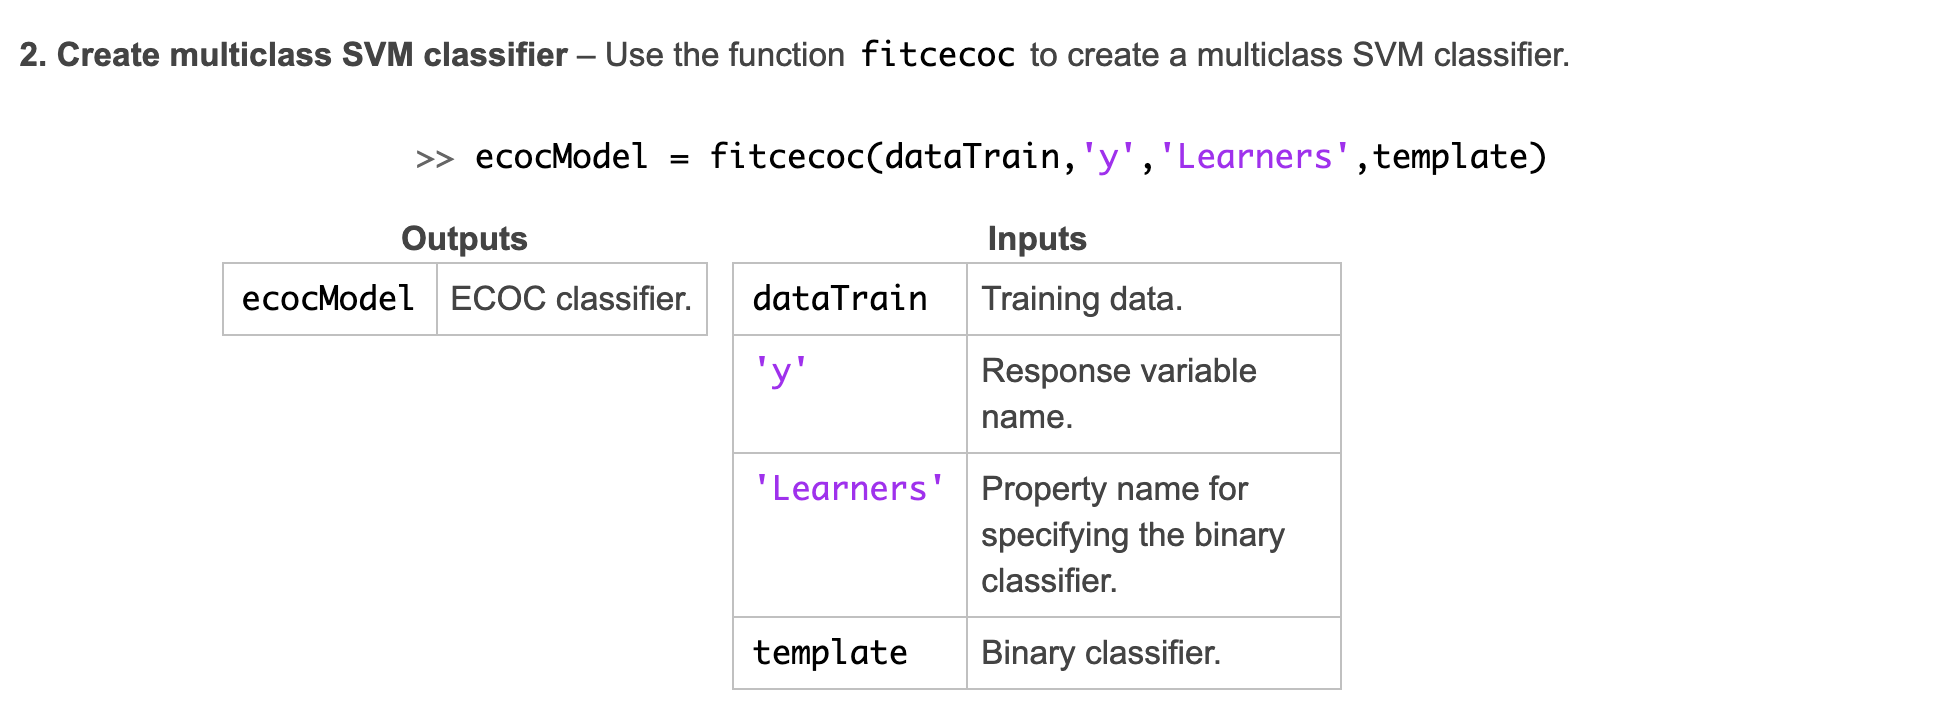 2. Create multiclass SVM classifier – Use the function fitcecoc to create a multiclass SVM classifier.
>> ecocModel = fitcecoc(dataTrain,'y','Learners',template)
Outputs
ecocModel ECOC classifier.
Inputs
dataTrain Training data.
'y' Response variable
name.
'Learners' Property name for
specifying the binary
classifier.
template Binary classifier.